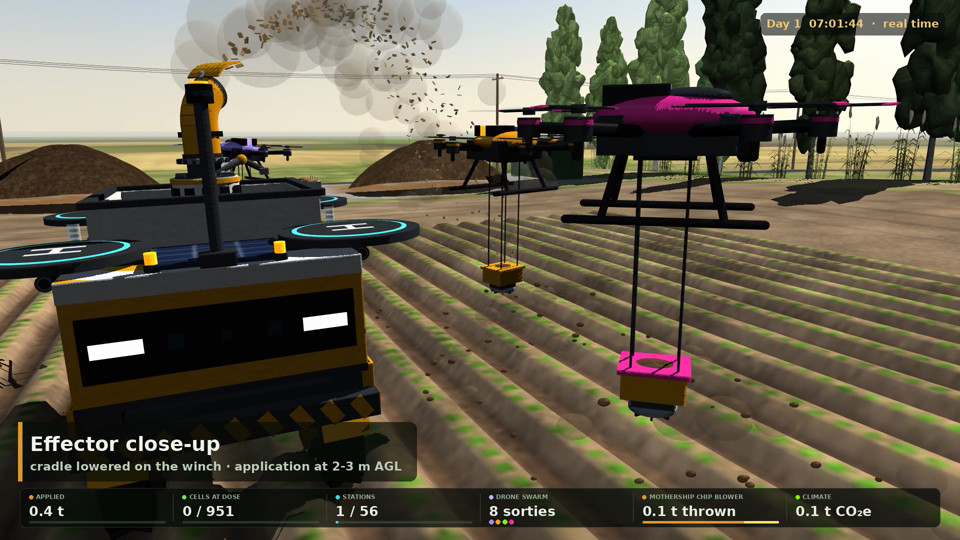 Day 1 07:01:44 · real time
H
H
Effector close-up
cradle lowered on the winch · application at 2-3 m AGL
APPLIED
0.4 t
CELLS AT DOSE
0 / 951
STATIONS
1 / 56
DRONE SWARM
8 sorties
MOTHERSHIP CHIP BLOWER
0.1 t thrown
CLIMATE
0.1 t CO₂e